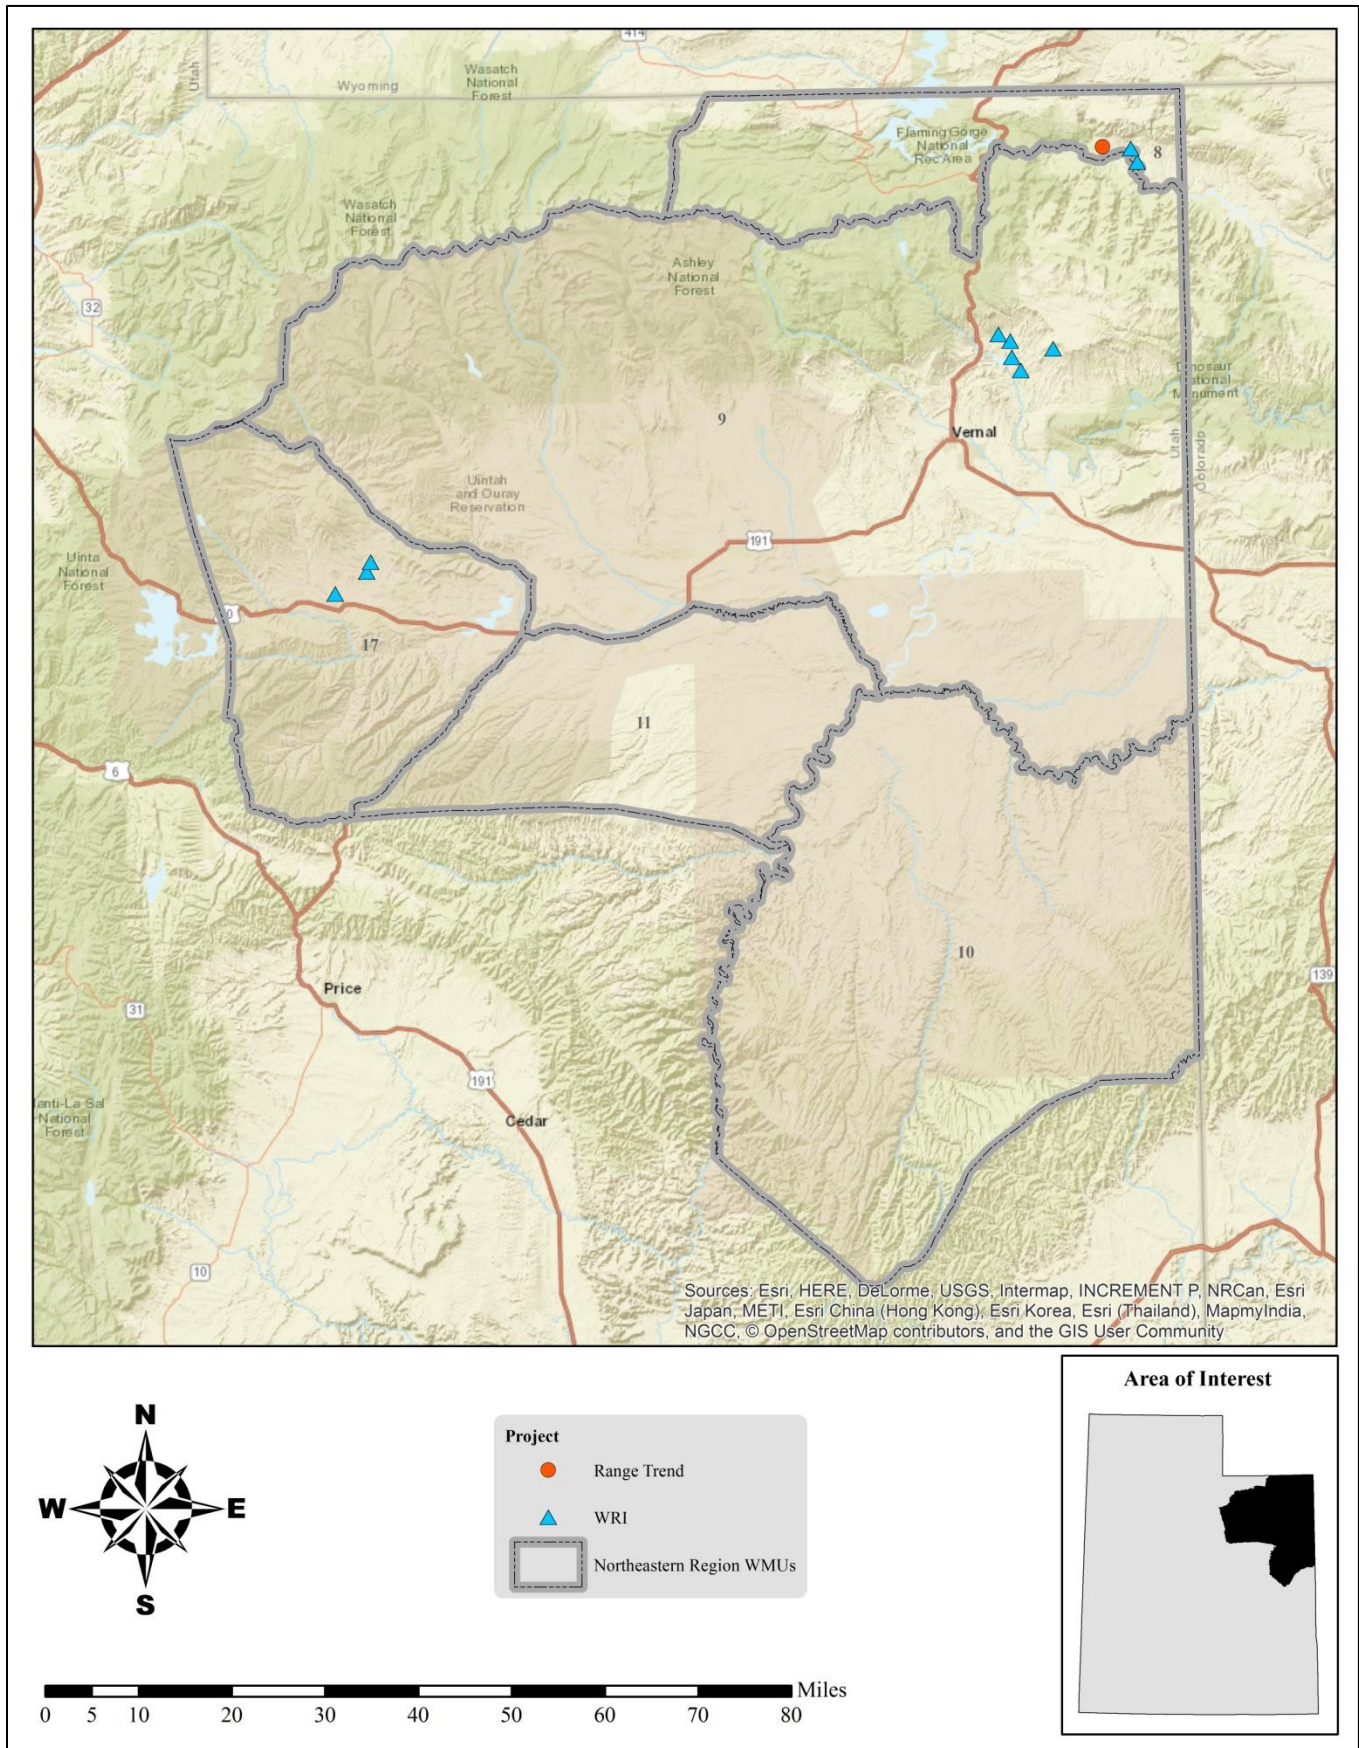 414
Utah
Wyoming
Wasatch
National
Forest
Flaming Gorge
National
Rec Area
8
Wasatch
National
Forest
Ashley
National
Forest
32
Dinosaur
National
Monument
9
Vernal
Utah
Colorado
Uintah
and Ouray
Reservation
191
Uinta
National
Forest
0
17
11
6
10
Price
139
31
191
Cedar
anti-La Sal
National
Forest
10
Sources: Esri, HERE, DeLorme, USGS, Intermap, INCREMENT P, NRCan, Esri
Japan, METI, Esri China (Hong Kong), Esri Korea, Esri (Thailand), MapmyIndia,
NGCC, © OpenStreetMap contributors, and the GIS User Community
N
W E
S
Project
Range Trend
WRI
Northeastern Region WMUs
Area of Interest
Miles
0 5 10 20 30 40 50 60 70 80